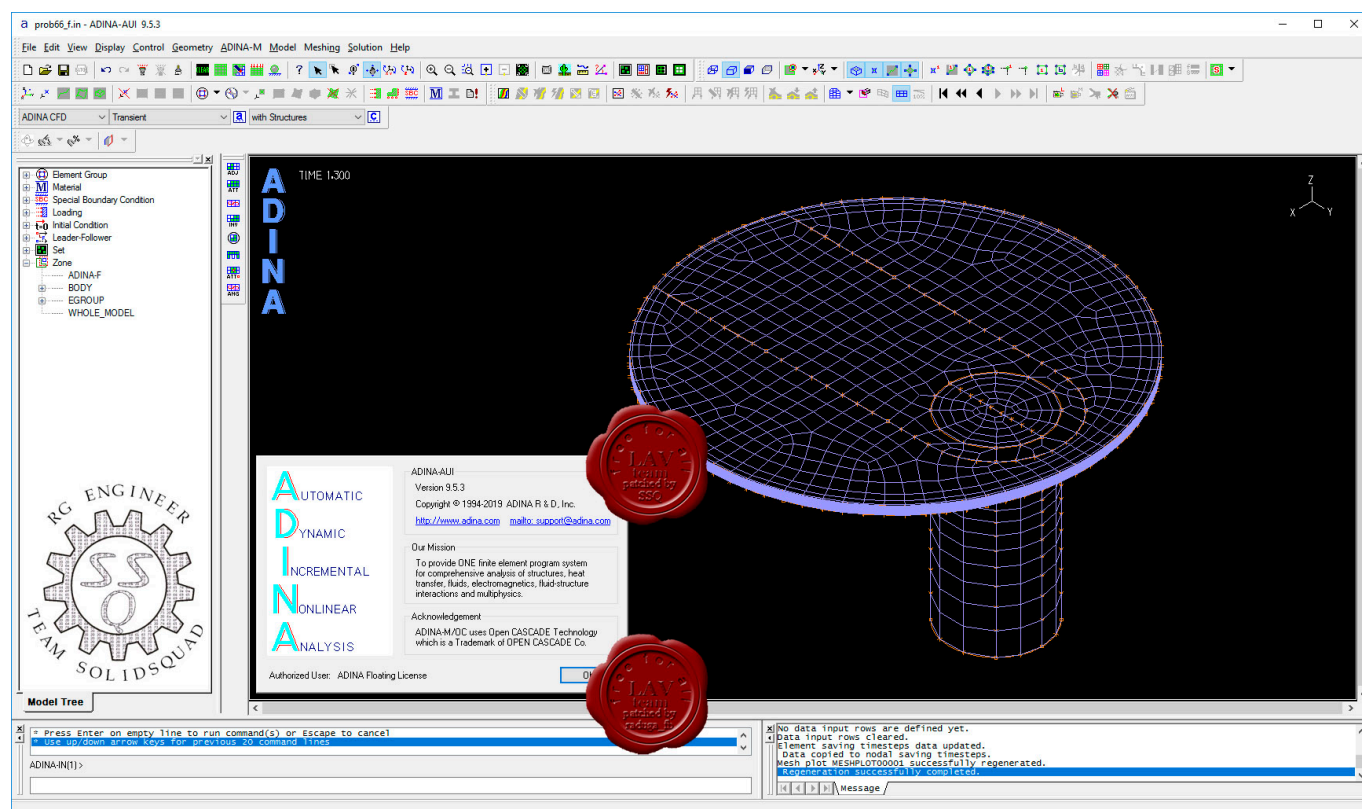 prob66_f.in - ADINA-AUI 9.5.3
File Edit View Display Control Geometry ADINA-M Model Meshing Solution Help
ADINA CFD Transient with Structures
Element Group
Material
Special Boundary Condition
Loading
Initial Condition
Leader-Follower
Set
Zone
ADINA-F
BODY
EGROUP
WHOLE_MODEL
RG ENGINEER
SSQ
TEAM SOLIDSQUAD
Model Tree
ADINA
TIME 1.300
Z
X Y
AUTOMATIC
DYNAMIC
INCREMENTAL
NONLINEAR
ANALYSIS
ADINA-AUI
Version 9.5.3
Copyright © 1994-2019 ADINA R & D, Inc.
http://www.adina.com mailto: support@adina.com
Our Mission
To provide ONE finite element program system
for comprehensive analysis of structures, heat
transfer, fluids, electromagnetics, fluid-structure
interactions and multiphysics.
Acknowledgement
ADINA-M/OC uses Open CASCADE Technology
which is a Trademark of OPEN CASCADE Co.
Authorized User: ADINA Floating License
LAV
team
patched by
SSQ
LAV
team
patched by
* Press Enter on empty line to run command(s) or Escape to cancel
* Use up/down arrow keys for previous 20 command lines
ADINA-IN(1) >
No data input rows are defined yet.
Data input rows cleared.
Element saving timesteps data updated.
Data copied to nodal saving timesteps.
Mesh plot MESHPLOT00001 successfully regenerated.
Regeneration successfully completed.
Message